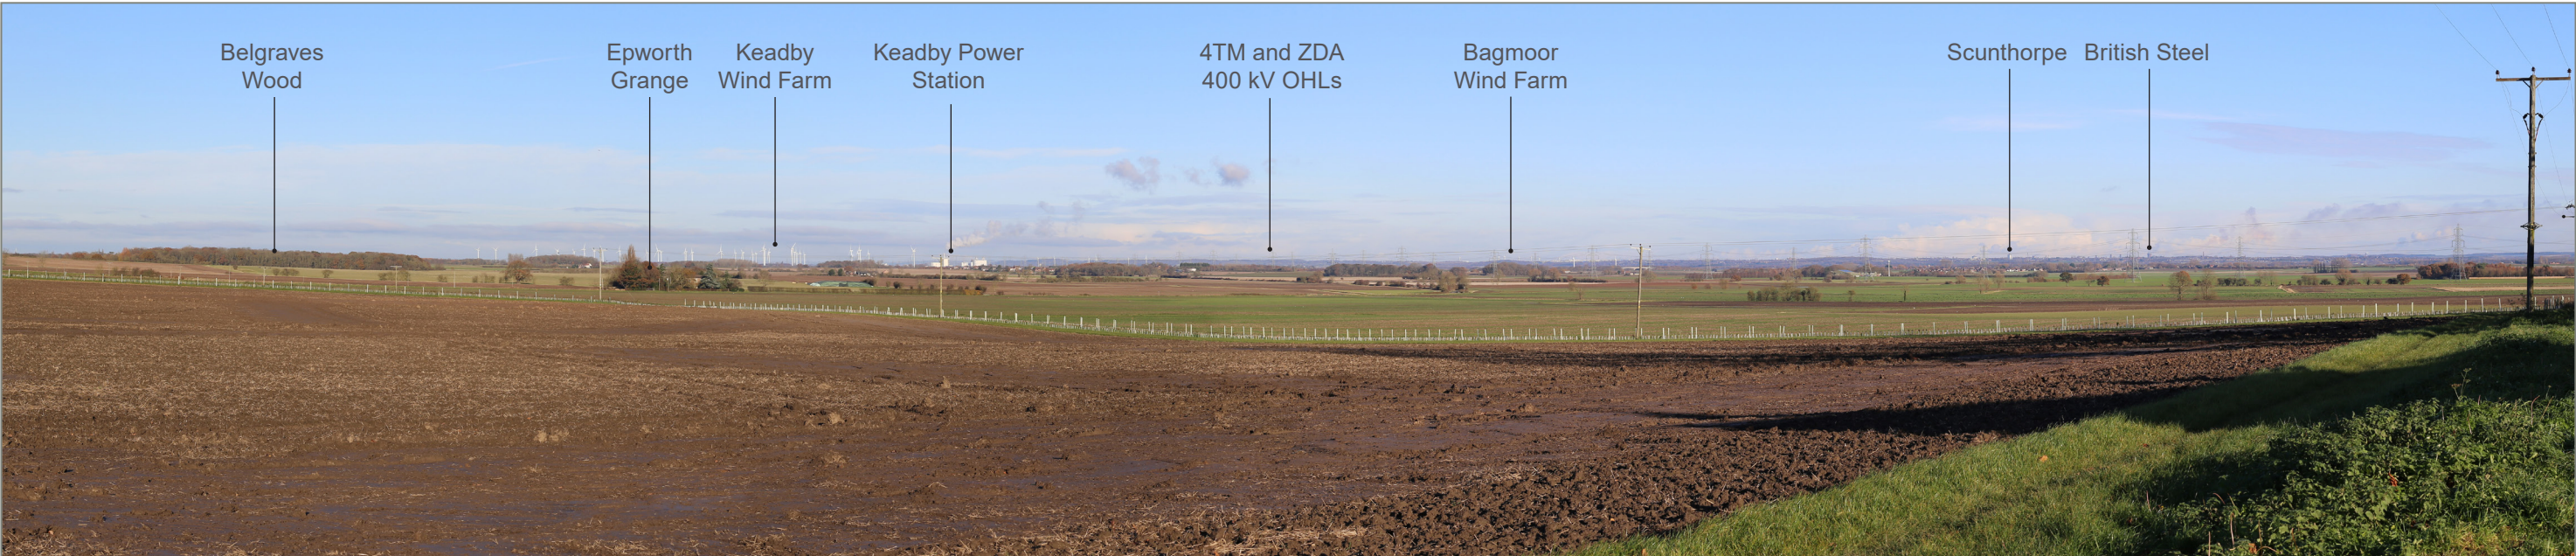 Belgraves
Wood
Epworth
Grange
Keadby
Wind Farm
Keadby Power
Station
4TM and ZDA
400 kV OHLs
Bagmoor
Wind Farm
Scunthorpe
British Steel